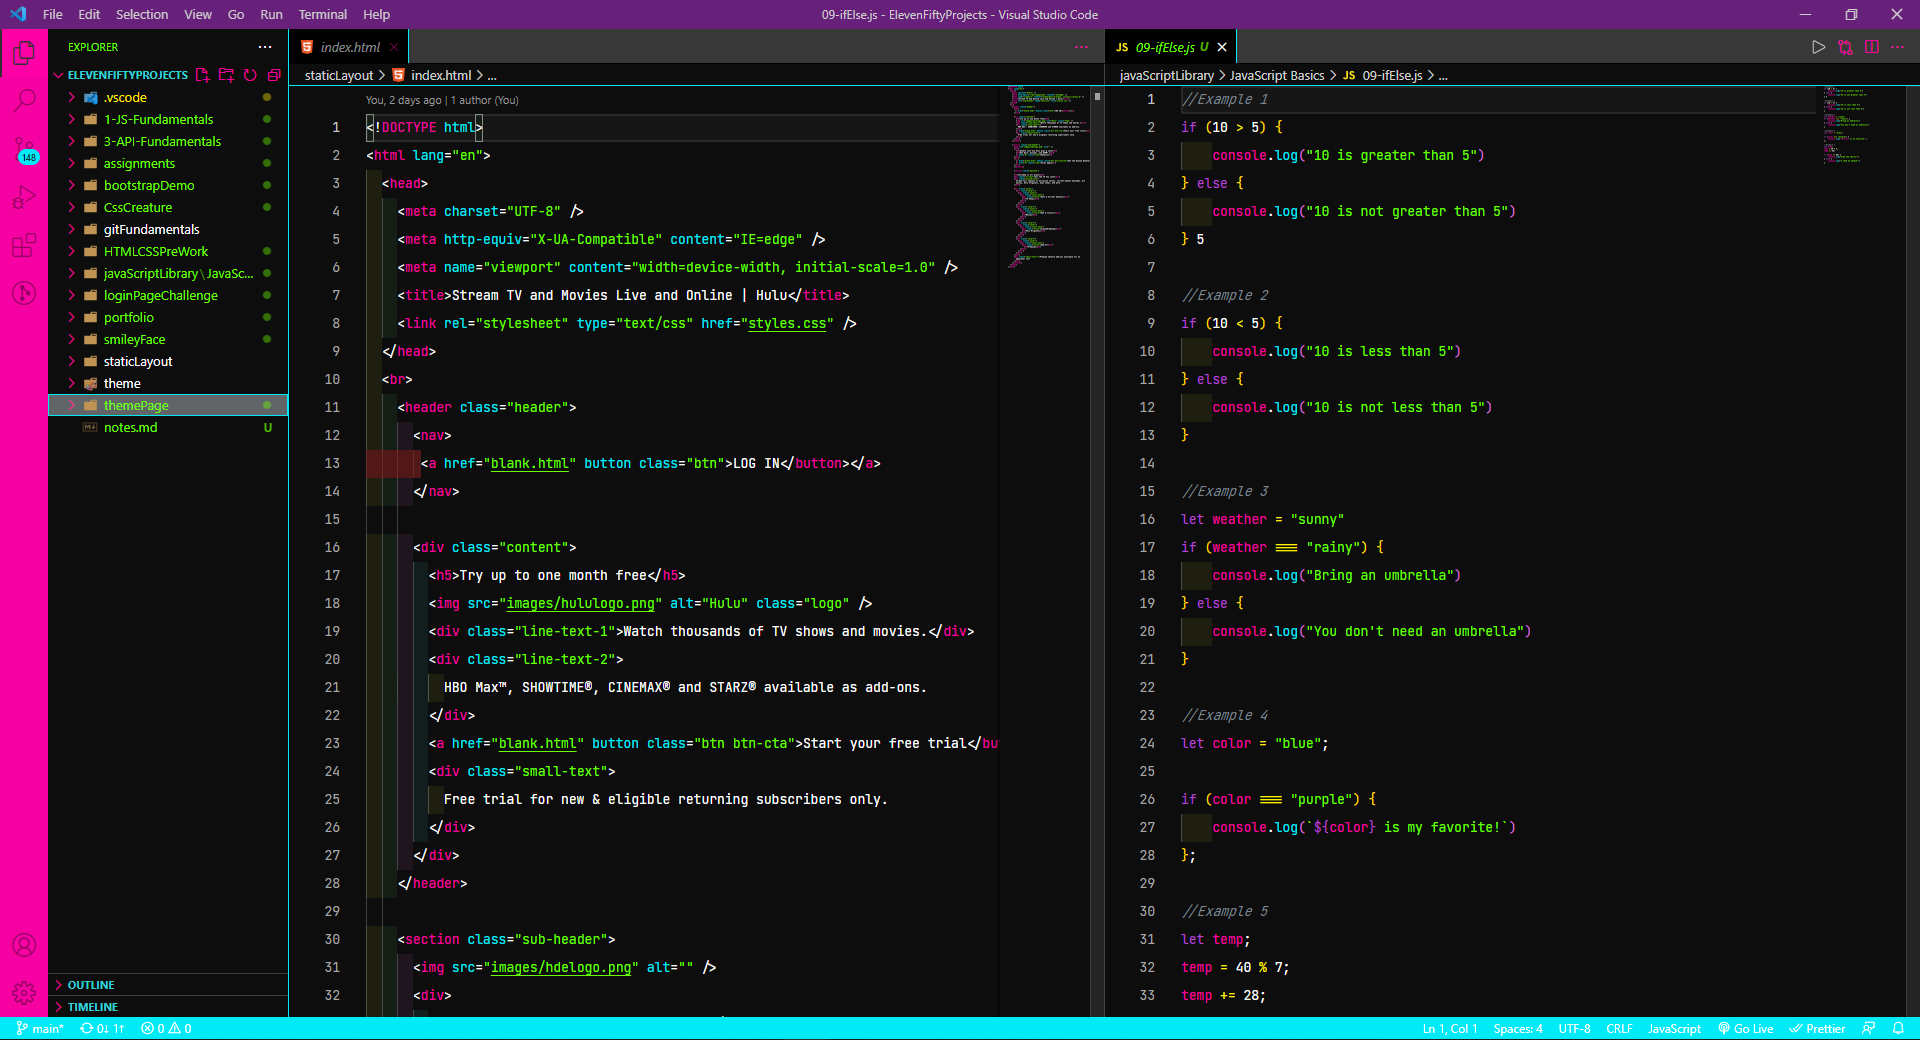 File Edit Selection View Go Run Terminal Help
09-ifElse.js - ElevenFiftyProjects - Visual Studio Code
EXPLORER
ELEVENFIFTYPROJECTS
.vscode
1-JS-Fundamentals
3-API-Fundamentals
assignments
bootstrapDemo
CssCreature
gitFundamentals
HTMLCSSPreWork
javaScriptLibrary\JavaSc...
loginPageChallenge
portfolio
smileyFace
staticLayout
theme
themePage
notes.md U
148
OUTLINE
TIMELINE
index.html
staticLayout > index.html > ...
You, 2 days ago | 1 author (You)
1 <!DOCTYPE html>
2 <html lang="en">
3 <head>
4 <meta charset="UTF-8" />
5 <meta http-equiv="X-UA-Compatible" content="IE=edge" />
6 <meta name="viewport" content="width=device-width, initial-scale=1.0" />
7 <title>Stream TV and Movies Live and Online | Hulu</title>
8 <link rel="stylesheet" type="text/css" href="styles.css" />
9 </head>
10 <br>
11 <header class="header">
12 <nav>
13 <a href="blank.html" button class="btn">LOG IN</button></a>
14 </nav>
15
16 <div class="content">
17 <h5>Try up to one month free</h5>
18 <img src="images/hululogo.png" alt="Hulu" class="logo" />
19 <div class="line-text-1">Watch thousands of TV shows and movies.</div>
20 <div class="line-text-2">
21 HBO Max™, SHOWTIME®, CINEMAX® and STARZ® available as add-ons.
22 </div>
23 <a href="blank.html" button class="btn btn-cta">Start your free trial</bu
24 <div class="small-text">
25 Free trial for new & eligible returning subscribers only.
26 </div>
27 </div>
28 </header>
29
30 <section class="sub-header">
31 <img src="images/hdelogo.png" alt="" />
32 <div>
JS 09-ifElse.js U
javaScriptLibrary > JavaScript Basics > JS 09-ifElse.js > ...
1 //Example 1
2 if (10 > 5) {
3 console.log("10 is greater than 5")
4 } else {
5 console.log("10 is not greater than 5")
6 } 5
7
8 //Example 2
9 if (10 < 5) {
10 console.log("10 is less than 5")
11 } else {
12 console.log("10 is not less than 5")
13 }
14
15 //Example 3
16 let weather = "sunny"
17 if (weather === "rainy") {
18 console.log("Bring an umbrella")
19 } else {
20 console.log("You don't need an umbrella")
21 }
22
23 //Example 4
24 let color = "blue";
25
26 if (color === "purple") {
27 console.log(`${color} is my favorite!`)
28 };
29
30 //Example 5
31 let temp;
32 temp = 40 % 7;
33 temp += 28;
main* 0↓ 1↑ 0 0
Ln 1, Col 1 Spaces: 4 UTF-8 CRLF JavaScript Go Live Prettier